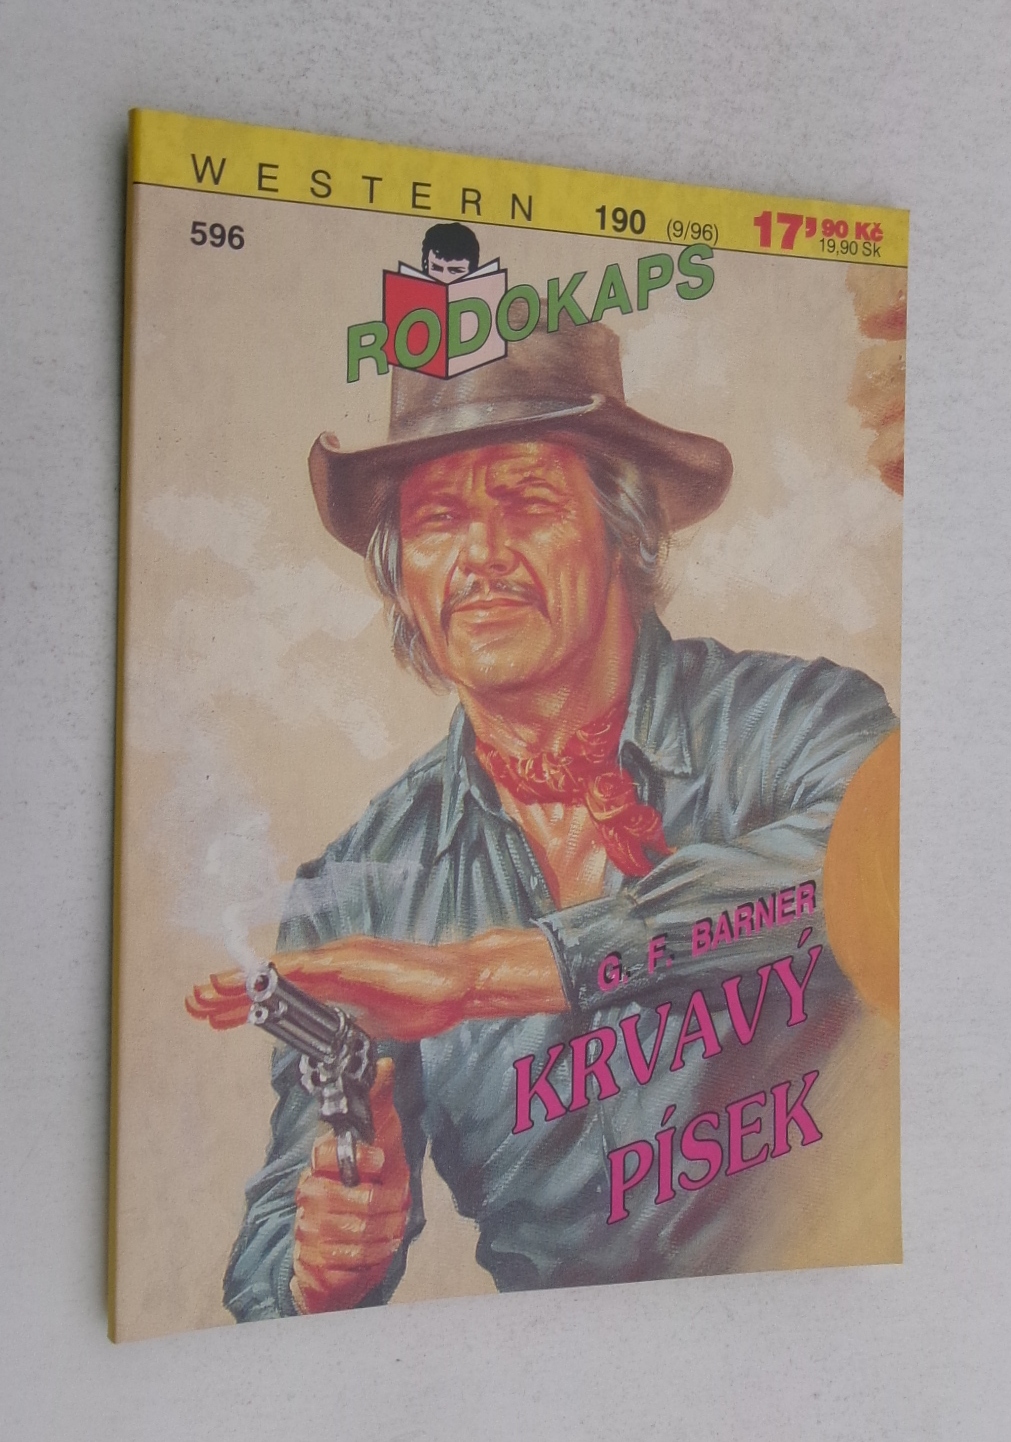 WESTERN 190 (9/96) 17,90 Kč
19,90 Sk
596
RODOKAPS
G. F. BARNER
KRVAVÝ
PÍSEK